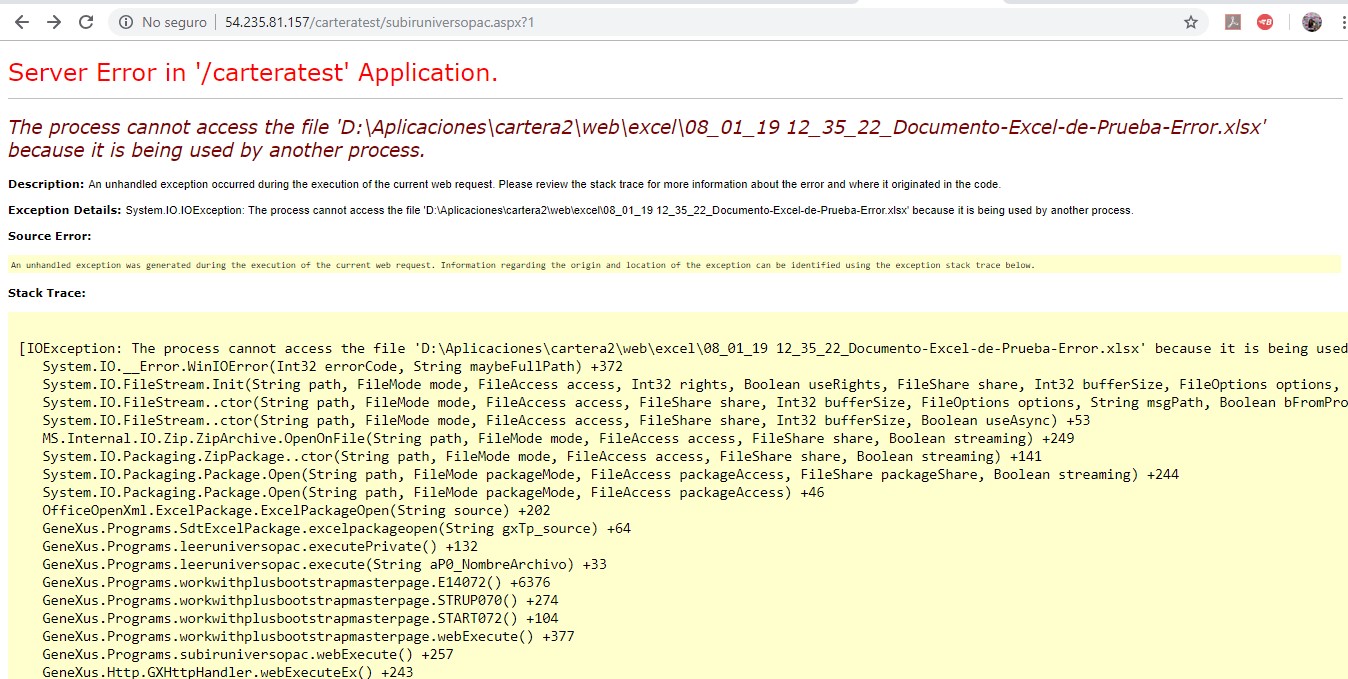 No seguro | 54.235.81.157/carteratest/subiruniversopac.aspx?1
Server Error in '/carteratest' Application.
The process cannot access the file 'D:\Aplicaciones\cartera2\web\excel\08_01_19 12_35_22_Documento-Excel-de-Prueba-Error.xlsx'
because it is being used by another process.
Description: An unhandled exception occurred during the execution of the current web request. Please review the stack trace for more information about the error and where it originated in the code.
Exception Details: System.IO.IOException: The process cannot access the file 'D:\Aplicaciones\cartera2\web\excel\08_01_19 12_35_22_Documento-Excel-de-Prueba-Error.xlsx' because it is being used by another process.
Source Error:
An unhandled exception was generated during the execution of the current web request. Information regarding the origin and location of the exception can be identified using the exception stack trace below.
Stack Trace:
[IOException: The process cannot access the file 'D:\Aplicaciones\cartera2\web\excel\08_01_19 12_35_22_Documento-Excel-de-Prueba-Error.xlsx' because it is being used
System.IO.__Error.WinIOError(Int32 errorCode, String maybeFullPath) +372
System.IO.FileStream.Init(String path, FileMode mode, FileAccess access, Int32 rights, Boolean useRights, FileShare share, Int32 bufferSize, FileOptions options,
System.IO.FileStream..ctor(String path, FileMode mode, FileAccess access, FileShare share, Int32 bufferSize, FileOptions options, String msgPath, Boolean bFromPro
System.IO.FileStream..ctor(String path, FileMode mode, FileAccess access, FileShare share, Int32 bufferSize, Boolean useAsync) +53
MS.Internal.IO.Zip.ZipArchive.OpenOnFile(String path, FileMode mode, FileAccess access, FileShare share, Boolean streaming) +249
System.IO.Packaging.ZipPackage..ctor(String path, FileMode mode, FileAccess access, FileShare share, Boolean streaming) +141
System.IO.Packaging.Package.Open(String path, FileMode packageMode, FileAccess packageAccess, FileShare packageShare, Boolean streaming) +244
System.IO.Packaging.Package.Open(String path, FileMode packageMode, FileAccess packageAccess) +46
OfficeOpenXml.ExcelPackage.ExcelPackageOpen(String source) +202
GeneXus.Programs.SdtExcelPackage.excelpackageopen(String gxTp_source) +64
GeneXus.Programs.leeruniversopac.executePrivate() +132
GeneXus.Programs.leeruniversopac.execute(String aP0_NombreArchivo) +33
GeneXus.Programs.workwithplusbootstrapmasterpage.E14072() +6376
GeneXus.Programs.workwithplusbootstrapmasterpage.STRUP070() +274
GeneXus.Programs.workwithplusbootstrapmasterpage.START072() +104
GeneXus.Programs.workwithplusbootstrapmasterpage.webExecute() +377
GeneXus.Programs.subiruniversopac.webExecute() +257
GeneXus.Http.GXHttpHandler.webExecuteEx() +243